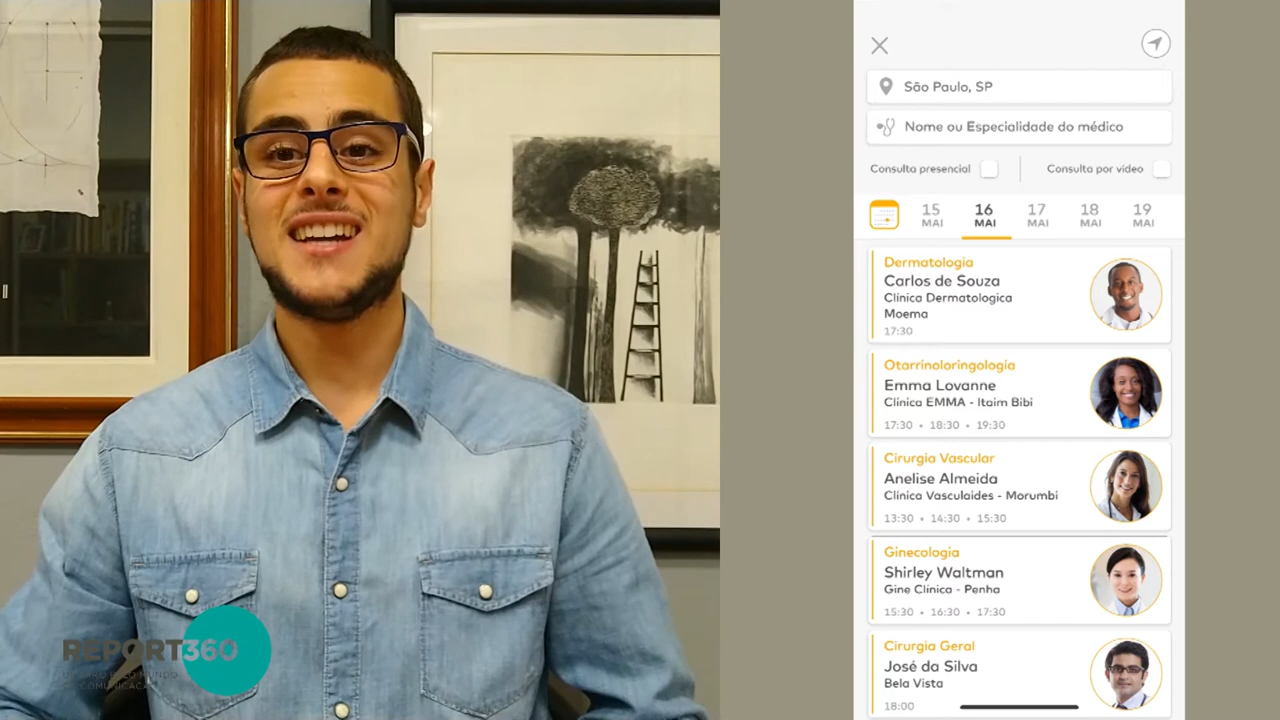 REPORT360
COMUNICAÇÃO
São Paulo, SP
Nome ou Especialidade do médico
Consulta presencial
Consulta por vídeo
15 MAI
16 MAI
17 MAI
18 MAI
19 MAI
Dermatologia
Carlos de Souza
Clínica Dermatologica
Moema
17:30
Otarrinoloringologia
Emma Lovanne
Clínica EMMA - Itaim Bibi
17:30 • 18:30 • 19:30
Cirurgia Vascular
Anelise Almeida
Clínica Vasculaides - Morumbi
13:30 • 14:30 • 15:30
Ginecologia
Shirley Waltman
Gine Clínica - Penha
15:30 • 16:30 • 17:30
Cirurgia Geral
José da Silva
Bela Vista
18:00